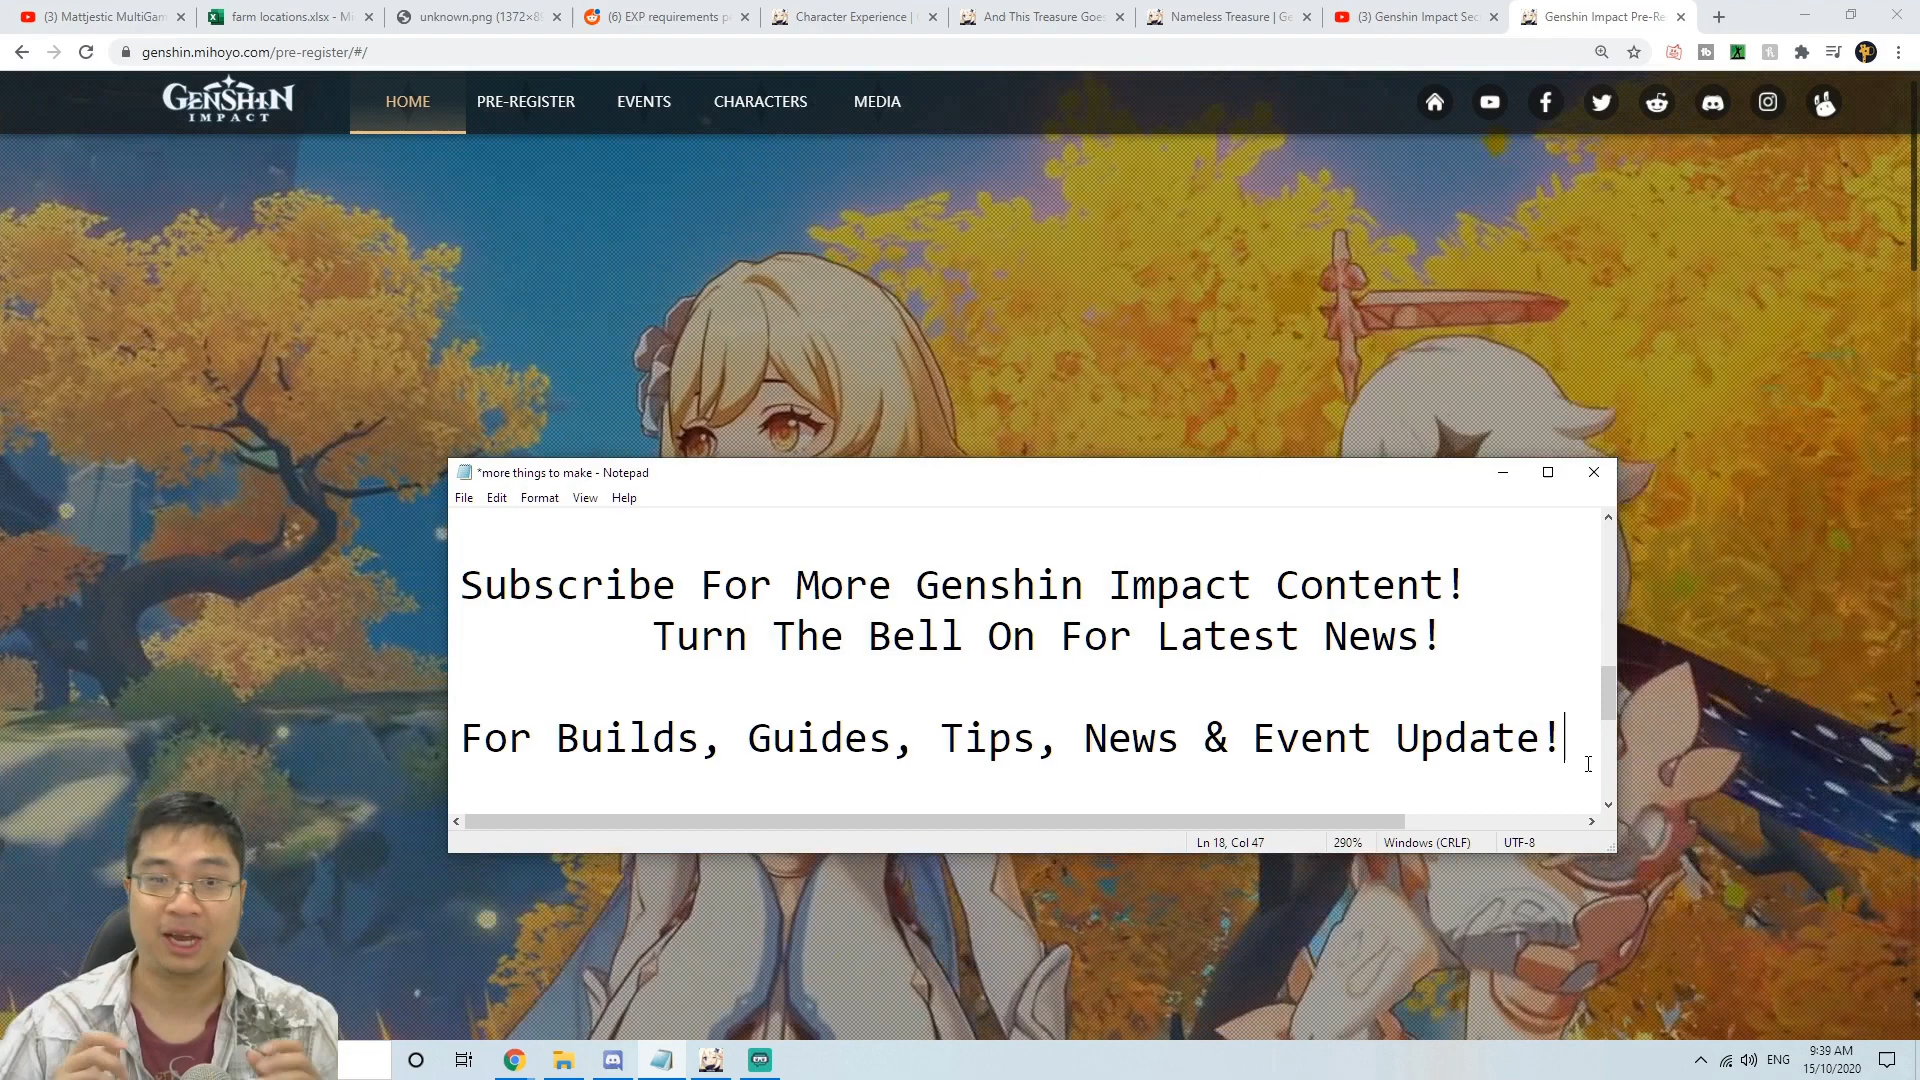 (3) Mattjestic MultiGam
farm locations.xlsx - Mi
unknown.png (1372×8
(6) EXP requirements p
Character Experience |
And This Treasure Goes
Nameless Treasure | Ge
(3) Genshin Impact Sec
Genshin Impact Pre-Re
genshin.mihoyo.com/pre-register/#/
GENSHIN
IMPACT
HOME
PRE-REGISTER
EVENTS
CHARACTERS
MEDIA
*more things to make - Notepad
File Edit Format View Help
Subscribe For More Genshin Impact Content!
Turn The Bell On For Latest News!
For Builds, Guides, Tips, News & Event Update!
Ln 18, Col 47
290%
Windows (CRLF)
UTF-8
ENG
9:39 AM
15/10/2020